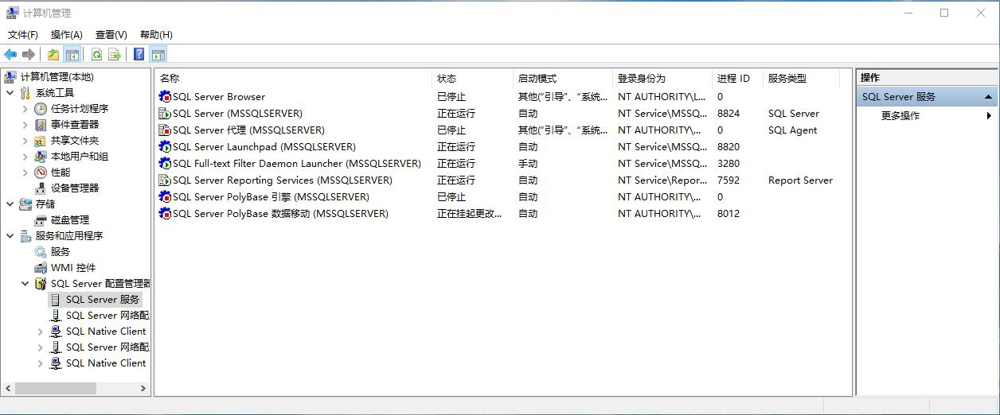 计算机管理
文件(F) 操作(A) 查看(V) 帮助(H)
计算机管理(本地)
系统工具
任务计划程序
事件查看器
共享文件夹
本地用户和组
性能
设备管理器
存储
磁盘管理
服务和应用程序
服务
WMI 控件
SQL Server 配置管理器
SQL Server 服务
SQL Server 网络配
SQL Native Client
SQL Server 网络配
SQL Native Client
名称 状态 启动模式 登录身份为 进程 ID 服务类型
SQL Server Browser 已停止 其他("引导"、"系统... NT AUTHORITY\L... 0
SQL Server (MSSQLSERVER) 正在运行 自动 NT Service\MSSQ... 8824 SQL Server
SQL Server 代理 (MSSQLSERVER) 已停止 其他("引导"、"系统... NT AUTHORITY\... 0 SQL Agent
SQL Server Launchpad (MSSQLSERVER) 正在运行 自动 NT Service\MSSQ... 8820
SQL Full-text Filter Daemon Launcher (MSSQLSERVER) 正在运行 手动 NT Service\MSSQ... 3280
SQL Server Reporting Services (MSSQLSERVER) 正在运行 自动 NT Service\Repor... 7592 Report Server
SQL Server PolyBase 引擎 (MSSQLSERVER) 已停止 自动 NT AUTHORITY\... 0
SQL Server PolyBase 数据移动 (MSSQLSERVER) 正在挂起更改... 自动 NT AUTHORITY\... 8012
操作
SQL Server 服务
更多操作